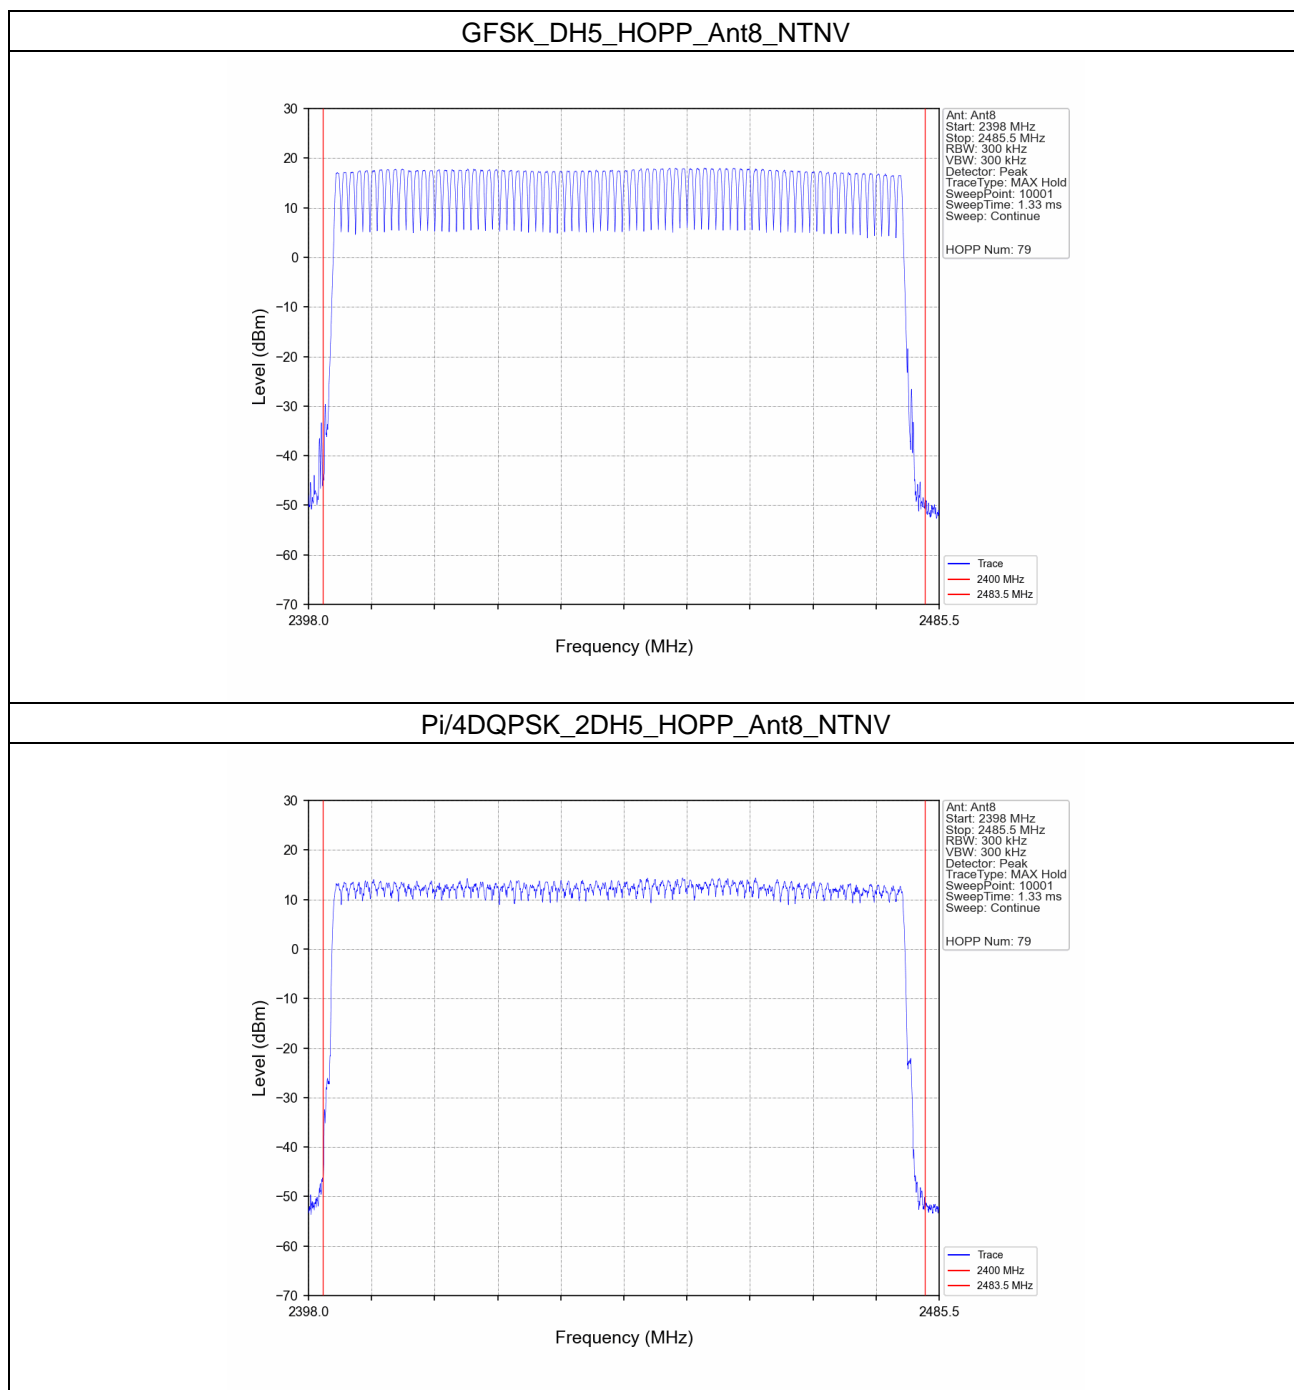 GFSK_DH5_HOPP_Ant8_NTNV
30
20
10
0
−10
−20
−30
−40
−50
−60
−70
Level (dBm)
2398.0
2485.5
Frequency (MHz)
Ant: Ant8
Start: 2398 MHz
Stop: 2485.5 MHz
RBW: 300 kHz
VBW: 300 kHz
Detector: Peak
TraceType: MAX Hold
SweepPoint: 10001
SweepTime: 1.33 ms
Sweep: Continue
HOPP Num: 79
Trace
2400 MHz
2483.5 MHz
Pi/4DQPSK_2DH5_HOPP_Ant8_NTNV
30
20
10
0
−10
−20
−30
−40
−50
−60
−70
Level (dBm)
2398.0
2485.5
Frequency (MHz)
Ant: Ant8
Start: 2398 MHz
Stop: 2485.5 MHz
RBW: 300 kHz
VBW: 300 kHz
Detector: Peak
TraceType: MAX Hold
SweepPoint: 10001
SweepTime: 1.33 ms
Sweep: Continue
HOPP Num: 79
Trace
2400 MHz
2483.5 MHz